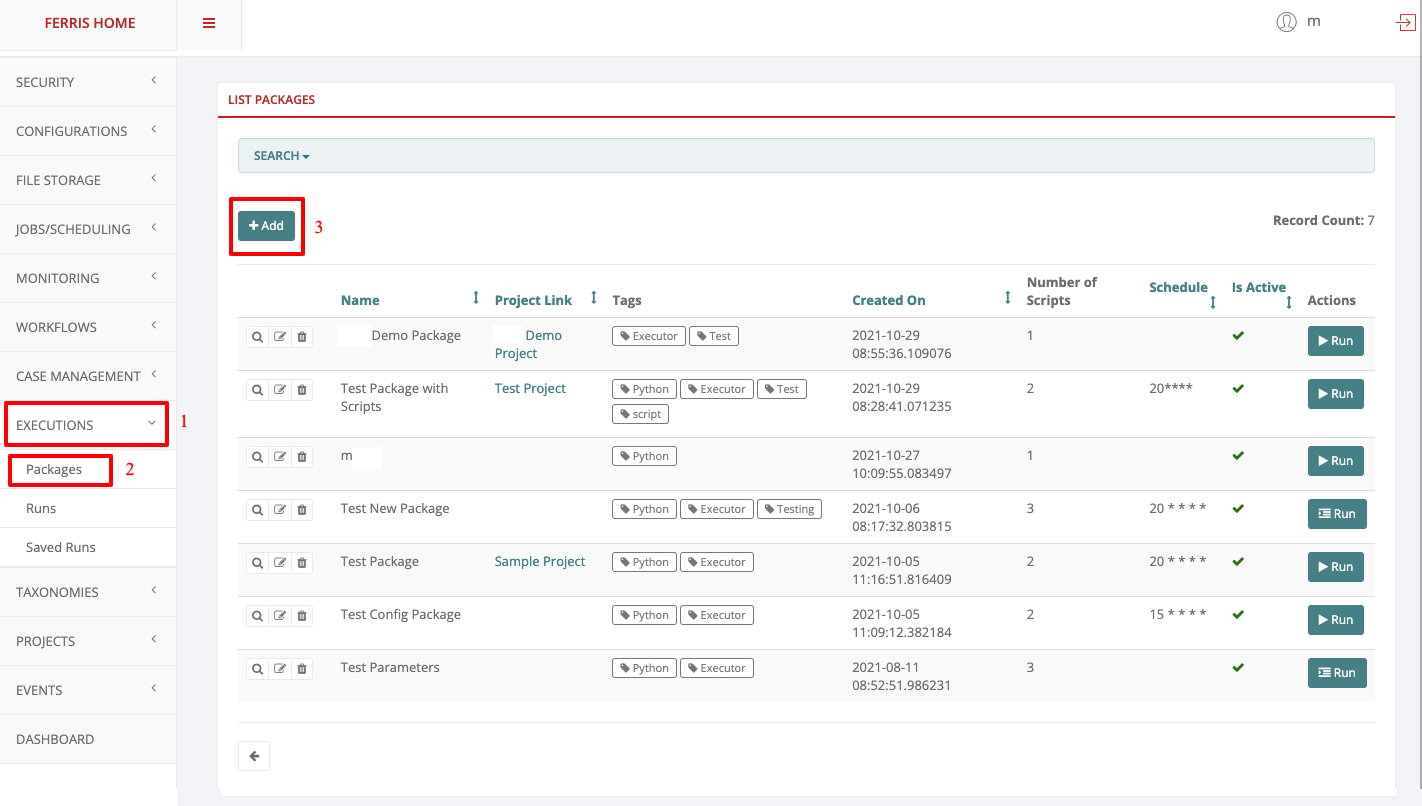 FERRIS HOME
m
SECURITY
CONFIGURATIONS
FILE STORAGE
JOBS/SCHEDULING
MONITORING
WORKFLOWS
CASE MANAGEMENT
EXECUTIONS
1
Packages
2
Runs
Saved Runs
TAXONOMIES
PROJECTS
EVENTS
DASHBOARD
LIST PACKAGES
SEARCH
+ Add
3
Record Count: 7
Name Project Link Tags Created On Number of Scripts Schedule Is Active Actions
Demo Package Demo Project Executor Test 2021-10-29 08:55:36.109076 1 Run
Test Package with Scripts Test Project Python Executor Test script 2021-10-29 08:28:41.071235 2 20**** Run
m Python 2021-10-27 10:09:55.083497 1 Run
Test New Package Python Executor Testing 2021-10-06 08:17:32.803815 3 20 * * * * Run
Test Package Sample Project Python Executor 2021-10-05 11:16:51.816409 2 20 * * * * Run
Test Config Package Python Executor 2021-10-05 11:09:12.382184 2 15 * * * * Run
Test Parameters Python Executor 2021-08-11 08:52:51.986231 3 Run